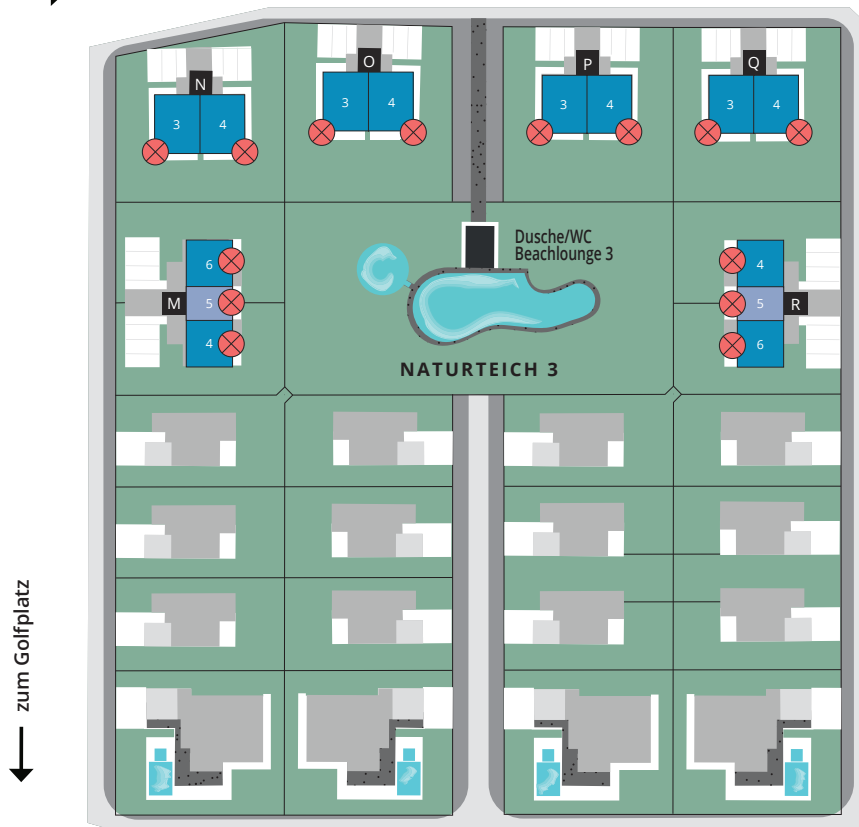 N
3 4
O
3 4
P
3 4
Q
3 4
M
6
5
4
Dusche/WC
Beachlounge 3
NATURTEICH 3
R
4
5
6
zum Golfplatz